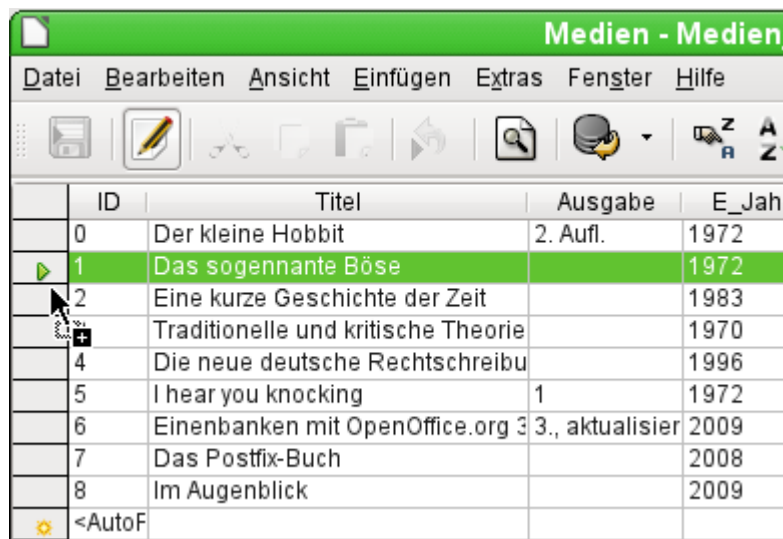 Medien - Medien
Datei Bearbeiten Ansicht Einfügen Extras Fenster Hilfe
Z A A Z
ID Titel Ausgabe E_Jah
0 Der kleine Hobbit 2. Aufl. 1972
1 Das sogennante Böse 1972
2 Eine kurze Geschichte der Zeit 1983
Traditionelle und kritische Theorie 1970
4 Die neue deutsche Rechtschreibu 1996
5 I hear you knocking 1 1972
6 Einenbanken mit OpenOffice.org 3 3., aktualisier 2009
7 Das Postfix-Buch 2008
8 Im Augenblick 2009
<AutoF